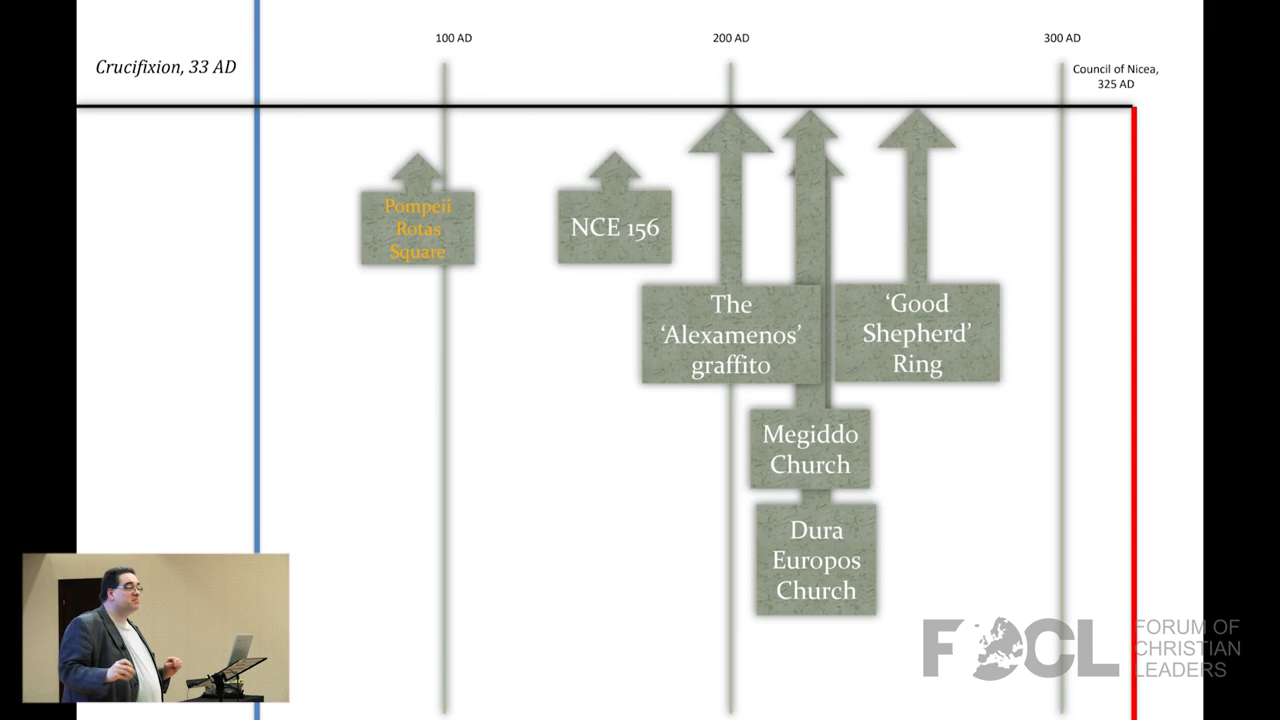 100 AD
200 AD
300 AD
Crucifixion, 33 AD
Council of Nicea,
325 AD
Pompeii
Rotas
Square
NCE 156
The
‘Alexamenos’
graffito
‘Good
Shepherd’
Ring
Megiddo
Church
Dura
Europos
Church
FOCL
FORUM OF
CHRISTIAN
LEADERS